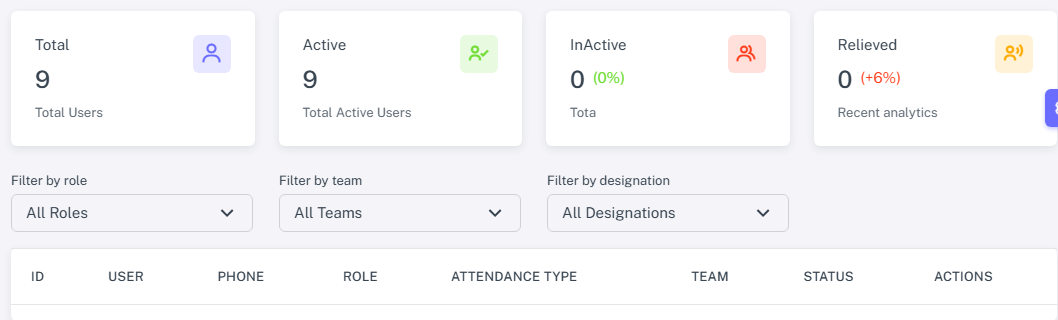 Total
9
Total Users
Active
9
Total Active Users
InActive
0 (0%)
Tota
Relieved
0 (+6%)
Recent analytics
Filter by role
All Roles
Filter by team
All Teams
Filter by designation
All Designations
ID USER PHONE ROLE ATTENDANCE TYPE TEAM STATUS ACTIONS